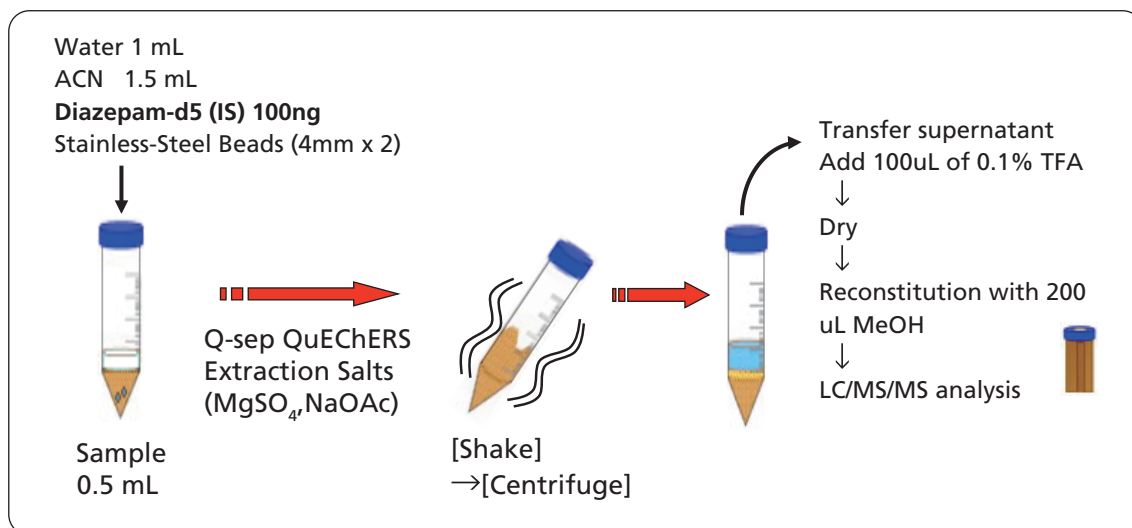 Water 1 mL
ACN 1.5 mL
Diazepam-d5 (IS) 100ng
Stainless-Steel Beads (4mm x 2)
Sample
0.5 mL
Q-sep QuEChERS
Extraction Salts
(MgSO₄,NaOAc)
[Shake]
→[Centrifuge]
Transfer supernatant
Add 100uL of 0.1% TFA
↓
Dry
↓
Reconstitution with 200
uL MeOH
↓
LC/MS/MS analysis